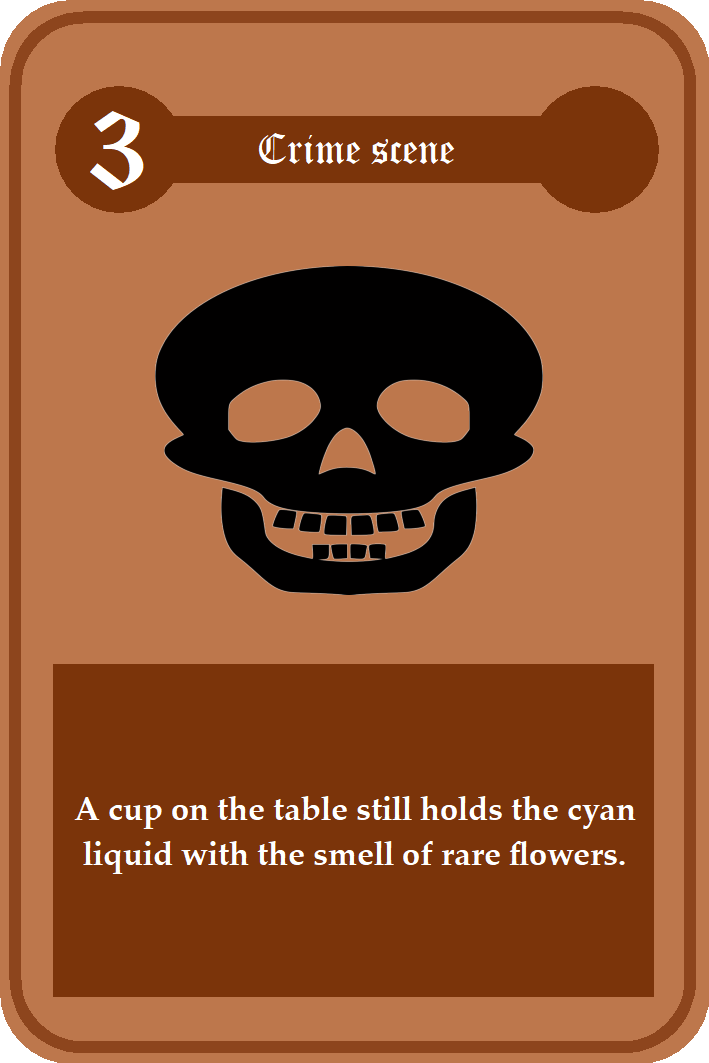 3
Crime scene
A cup on the table still holds the cyan
liquid with the smell of rare flowers.